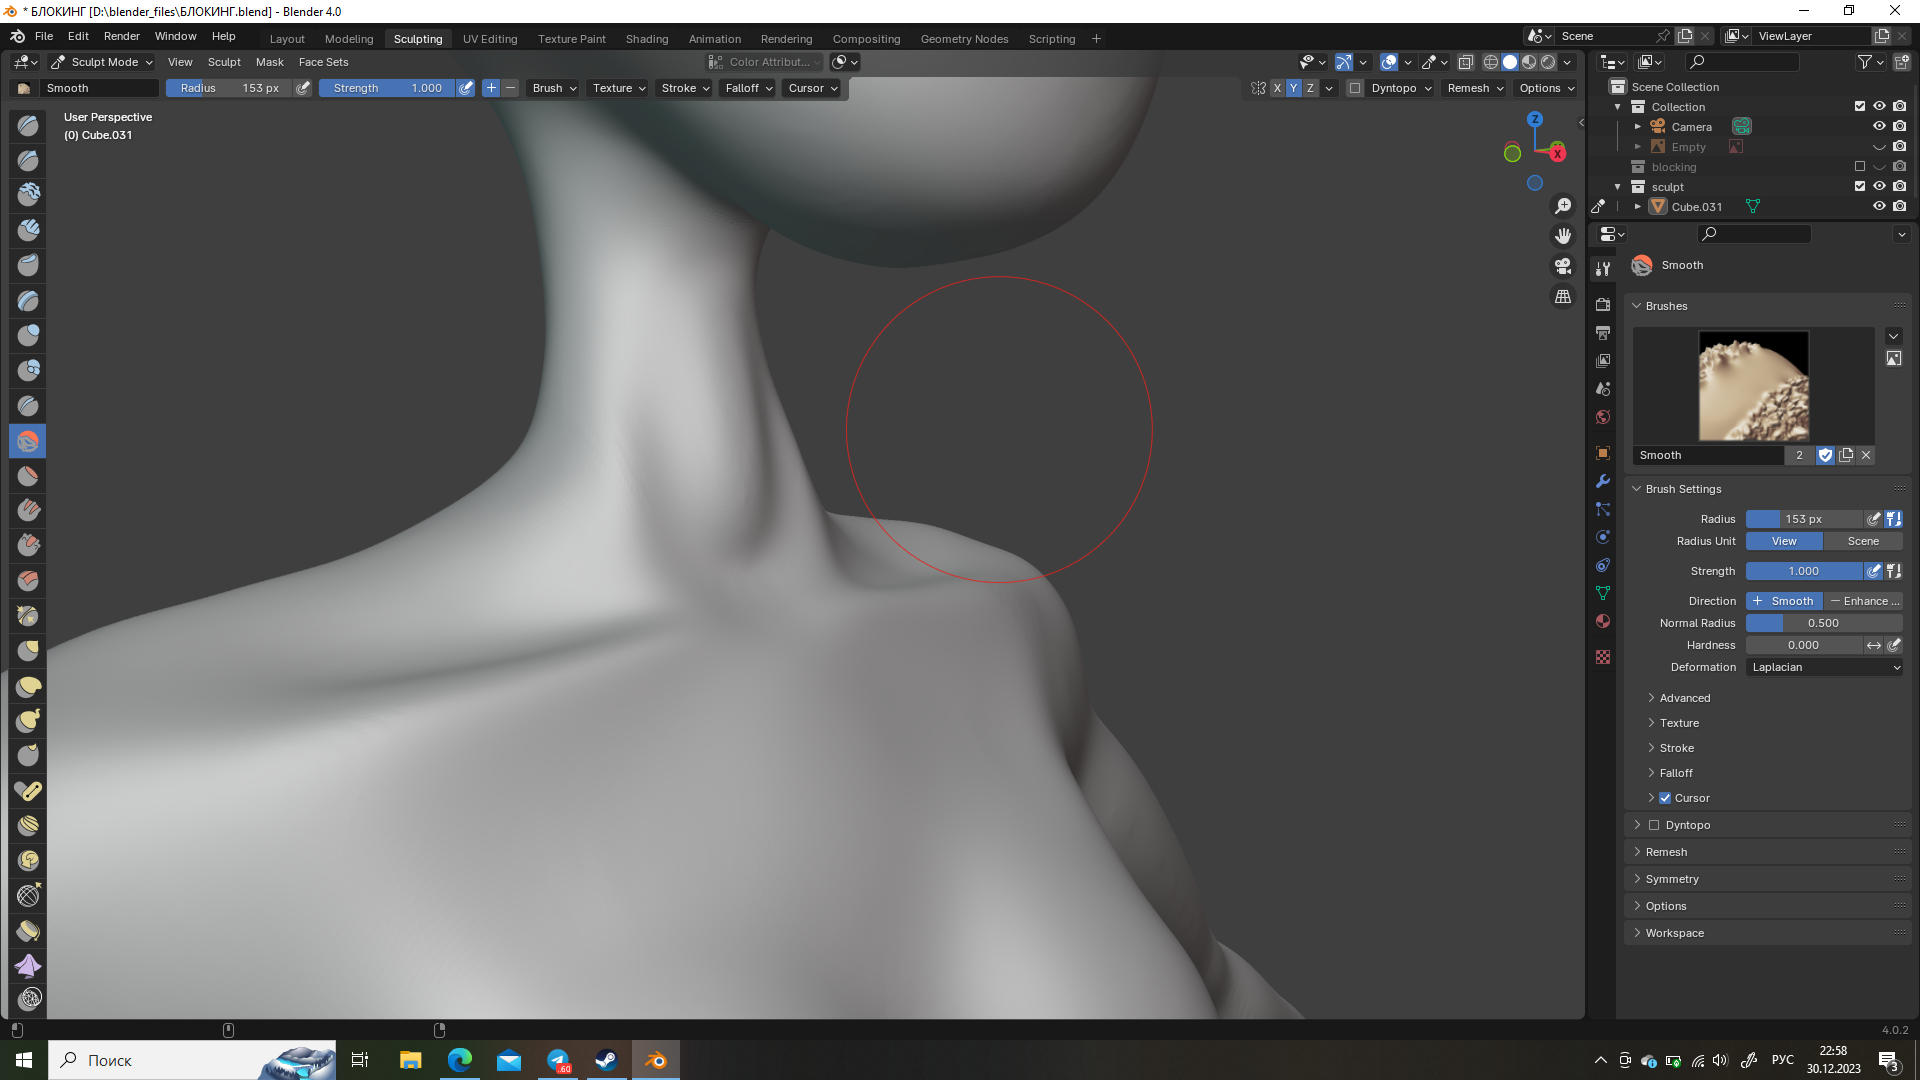 * БЛОКИНГ [D:\blender_files\БЛОКИНГ.blend] - Blender 4.0
File Edit Render Window Help
Layout Modeling Sculpting UV Editing Texture Paint Shading Animation Rendering Compositing Geometry Nodes Scripting +
Scene
ViewLayer
Sculpt Mode View Sculpt Mask Face Sets
Color Attribut...
Smooth
Radius 153 px
Strength 1.000
Brush Texture Stroke Falloff Cursor
X Y Z
Dyntopo Remesh Options
User Perspective
(0) Cube.031
Z
X
Scene Collection
Collection
Camera
Empty
blocking
sculpt
Cube.031
Smooth
Brushes
Smooth 2
Brush Settings
Radius 153 px
Radius Unit View Scene
Strength 1.000
Direction + Smooth — Enhance ...
Normal Radius 0.500
Hardness 0.000
Deformation Laplacian
Advanced
Texture
Stroke
Falloff
Cursor
Dyntopo
Remesh
Symmetry
Options
Workspace
4.0.2
Поиск
.60
РУС
22:58
30.12.2023
3